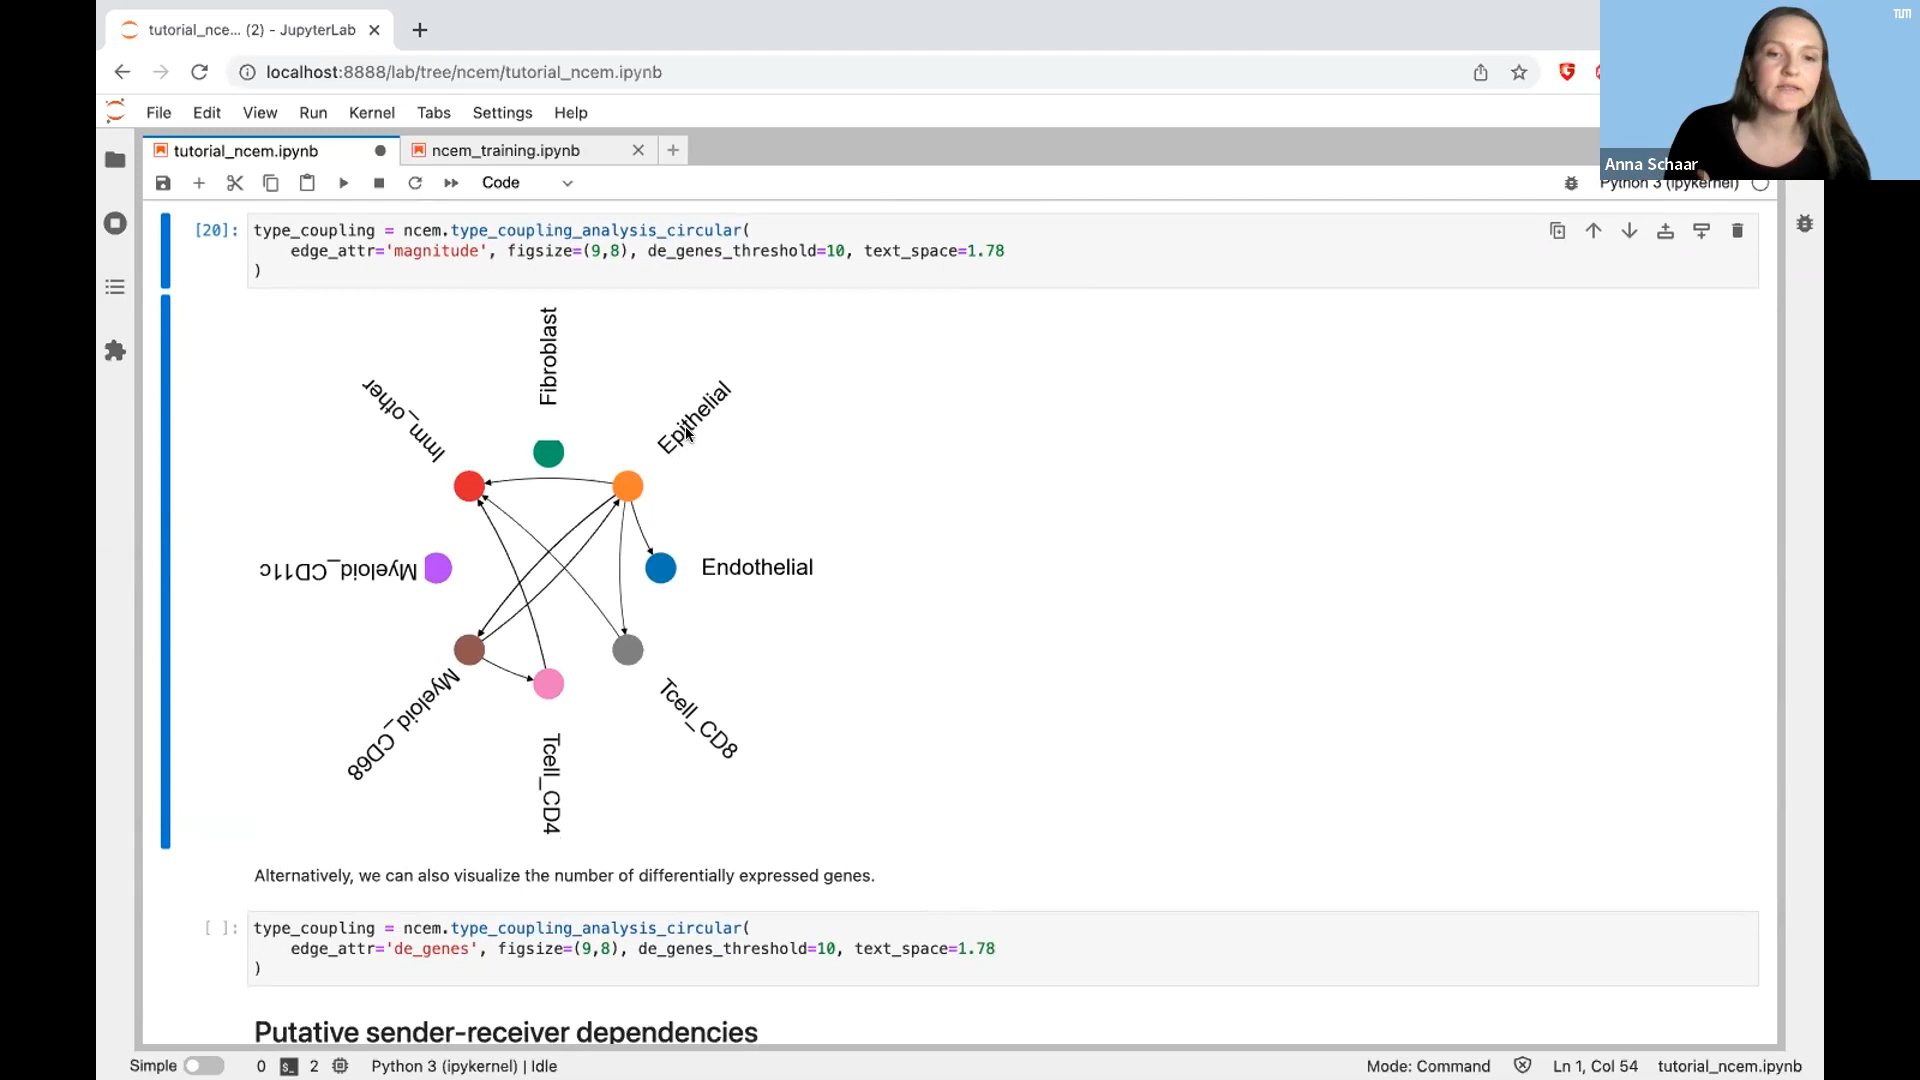 tutorial_nce... (2) - JupyterLab
TUM
localhost:8888/lab/tree/ncem/tutorial_ncem.ipynb
File Edit View Run Kernel Tabs Settings Help
tutorial_ncem.ipynb
ncem_training.ipynb
Anna Schaar
Code
Python 3 (ipykernel)
[20]:
type_coupling = ncem.type_coupling_analysis_circular(
edge_attr='magnitude', figsize=(9,8), de_genes_threshold=10, text_space=1.78
)
Fibroblast
Imm_other
Epithelial
Myeloid_CD11c
Endothelial
Myeloid_CD68
Tcell_CD8
Tcell_CD4
Alternatively, we can also visualize the number of differentially expressed genes.
[ ]:
type_coupling = ncem.type_coupling_analysis_circular(
edge_attr='de_genes', figsize=(9,8), de_genes_threshold=10, text_space=1.78
)
Putative sender-receiver dependencies
Simple 0 2 Python 3 (ipykernel) | Idle Mode: Command Ln 1, Col 54 tutorial_ncem.ipynb